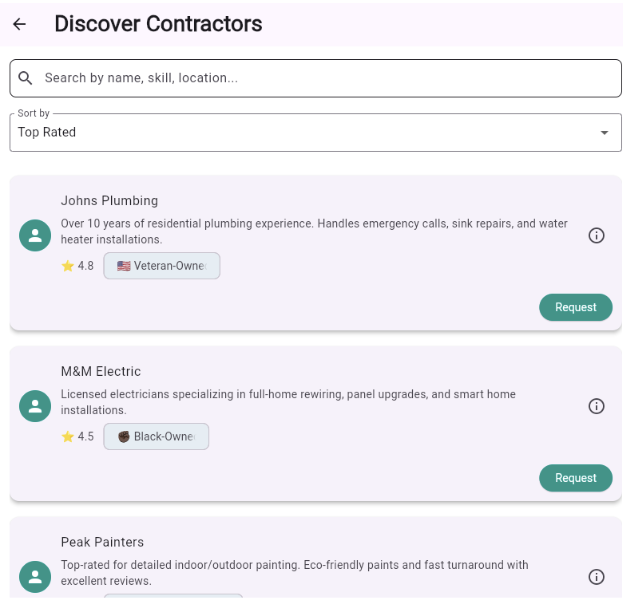 Discover Contractors
Search by name, skill, location...
Sort by
Top Rated
Johns Plumbing
Over 10 years of residential plumbing experience. Handles emergency calls, sink repairs, and water
heater installations.
4.8 Veteran-Owne
Request
M&M Electric
Licensed electricians specializing in full-home rewiring, panel upgrades, and smart home
installations.
4.5 Black-Owne
Request
Peak Painters
Top-rated for detailed indoor/outdoor painting. Eco-friendly paints and fast turnaround with
excellent reviews.